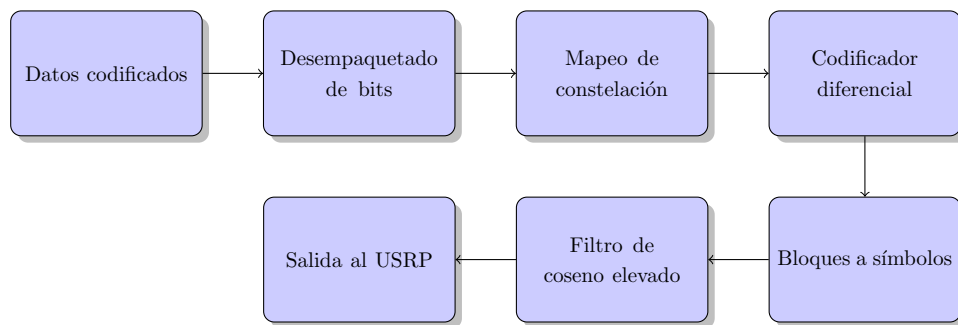 Datos codificados
Desempaquetado
de bits
Mapeo de
constelación
Codificador
diferencial
Salida al USRP
Filtro de
coseno elevado
Bloques a símbolos